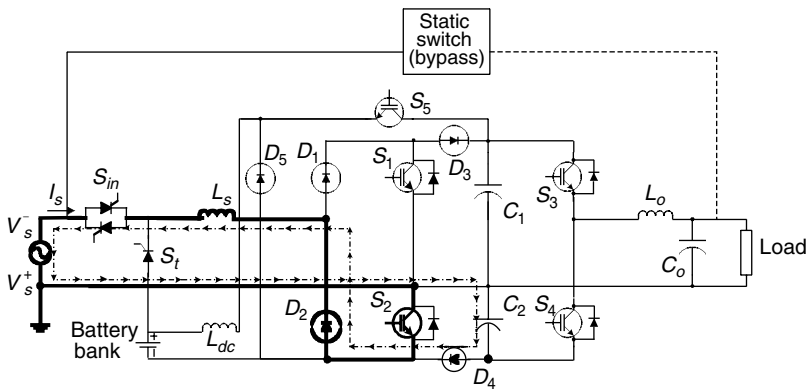 Static
switch
(bypass)
S5
D5
D1
S1
D3
Is
Sin
Ls
C1
S3
Lo
Vs-
St
Co
Load
Vs+
D2
S2
C2
S4
Battery
bank
+
-
Ldc
D4